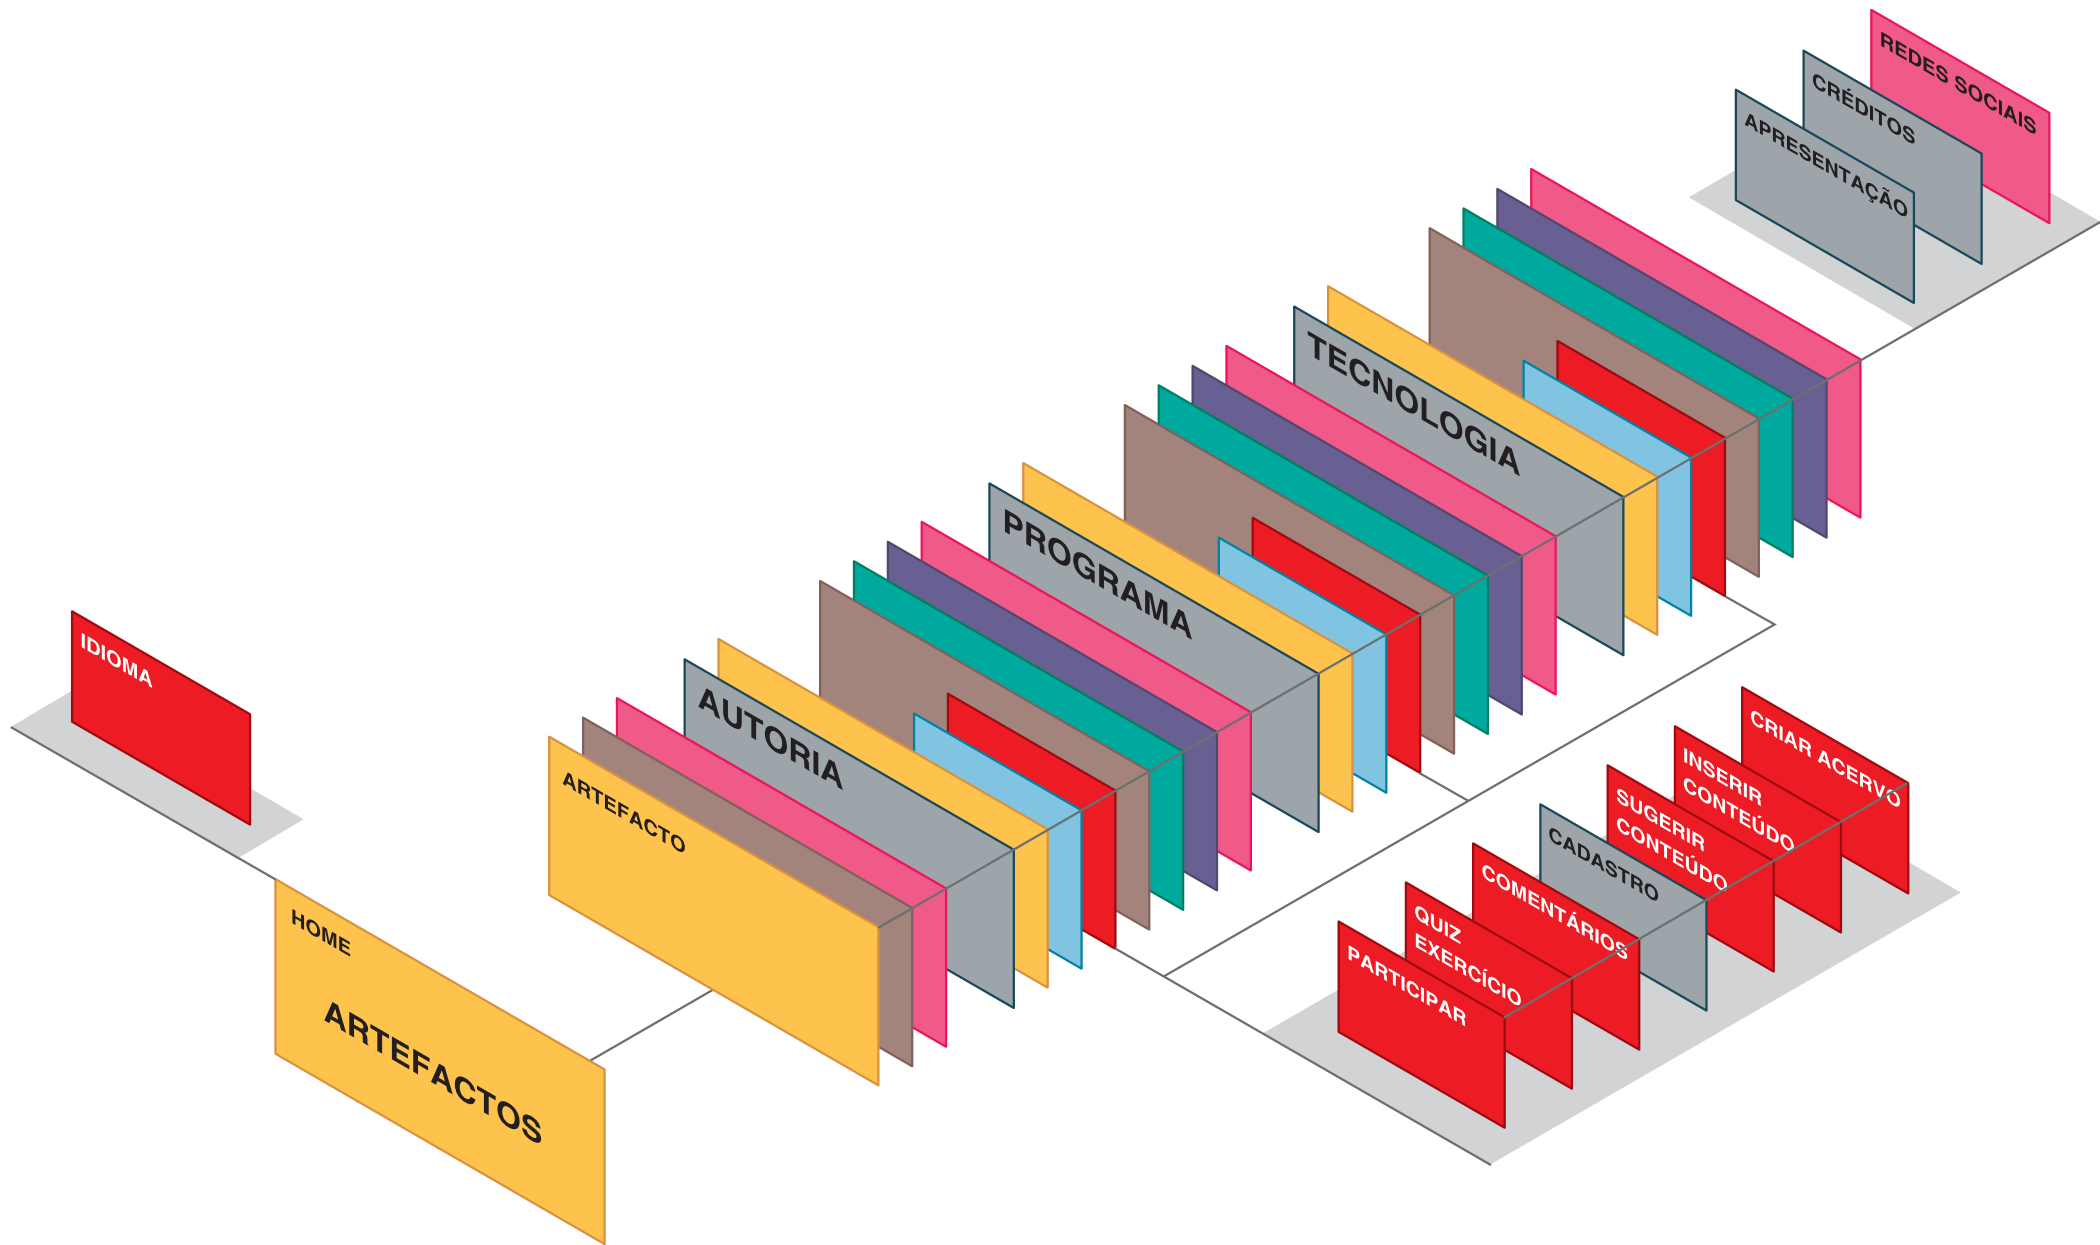 REDES SOCIAIS
CRÉDITOS
APRESENTAÇÃO
TECNOLOGIA
PROGRAMA
AUTORIA
ARTEFACTO
IDIOMA
HOME
ARTEFACTOS
CRIAR ACERVO
INSERIR
CONTEÚDO
SUGERIR
CONTEÚDO
CADASTRO
COMENTÁRIOS
QUIZ
EXERCÍCIO
PARTICIPAR